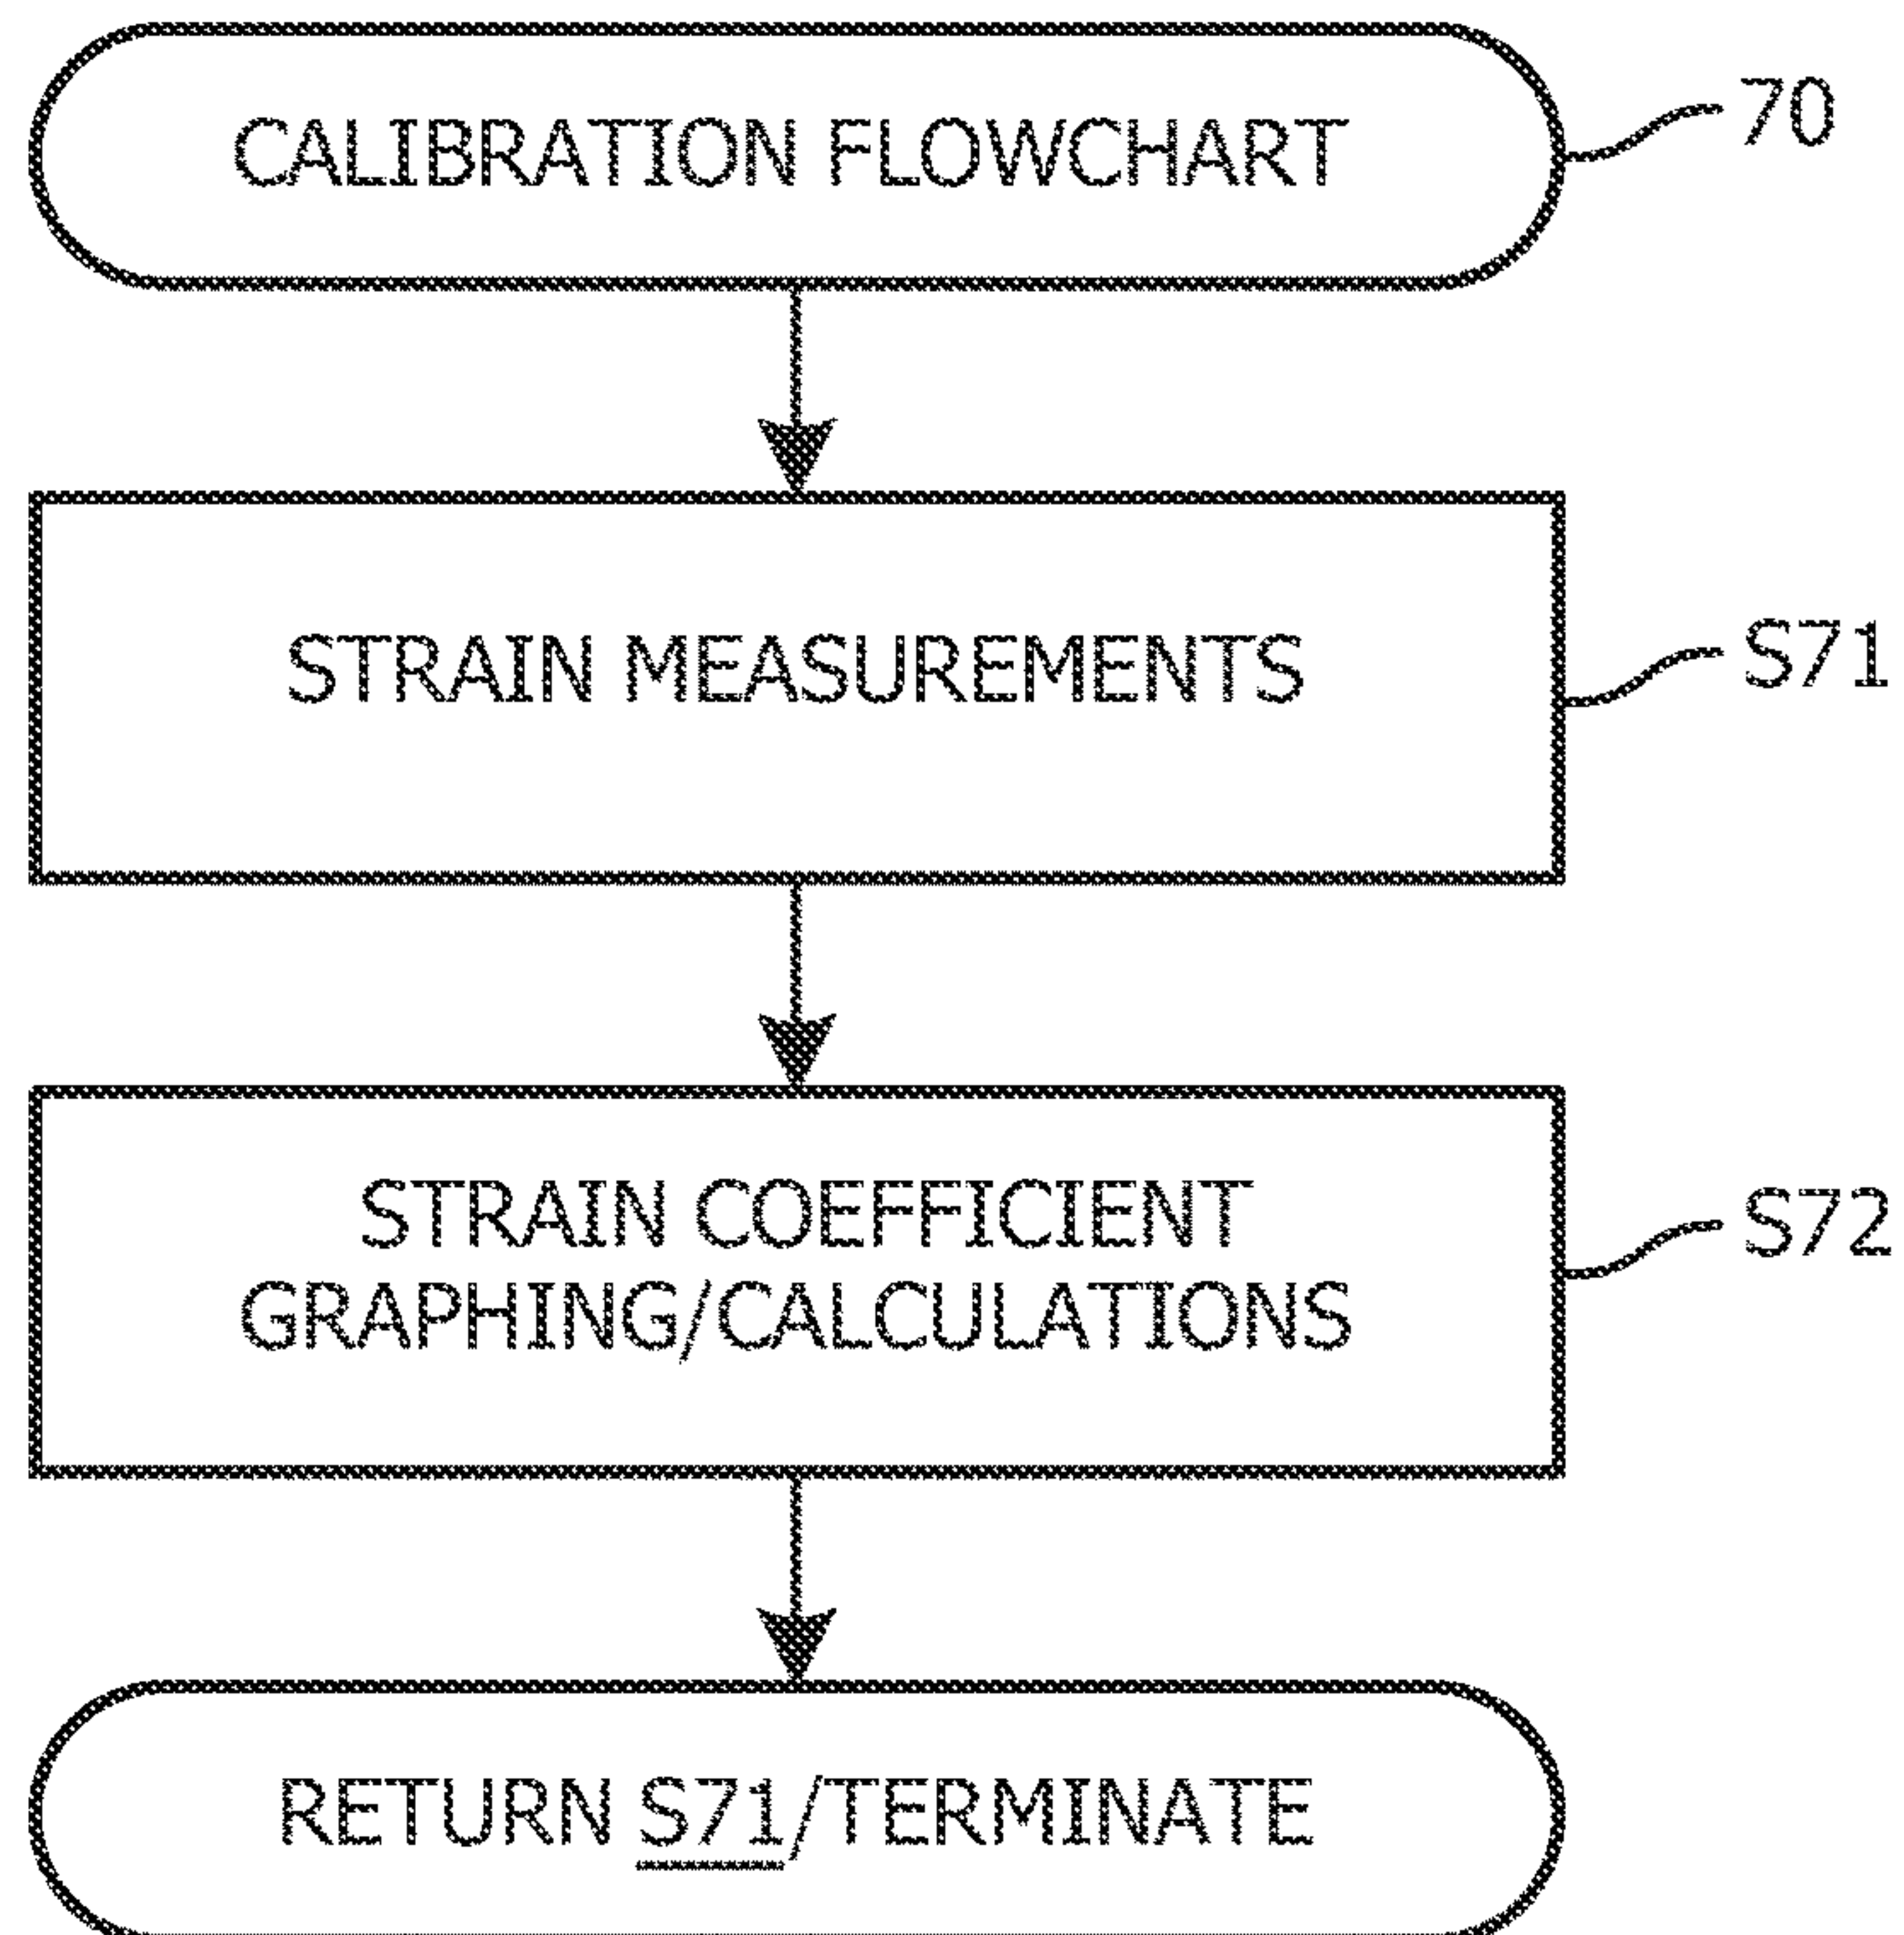 CALIBRATION FLOWCHART
70
STRAIN MEASUREMENTS
S71
STRAIN COEFFICIENT
GRAPHING/CALCULATIONS
S72
RETURN S71/TERMINATE